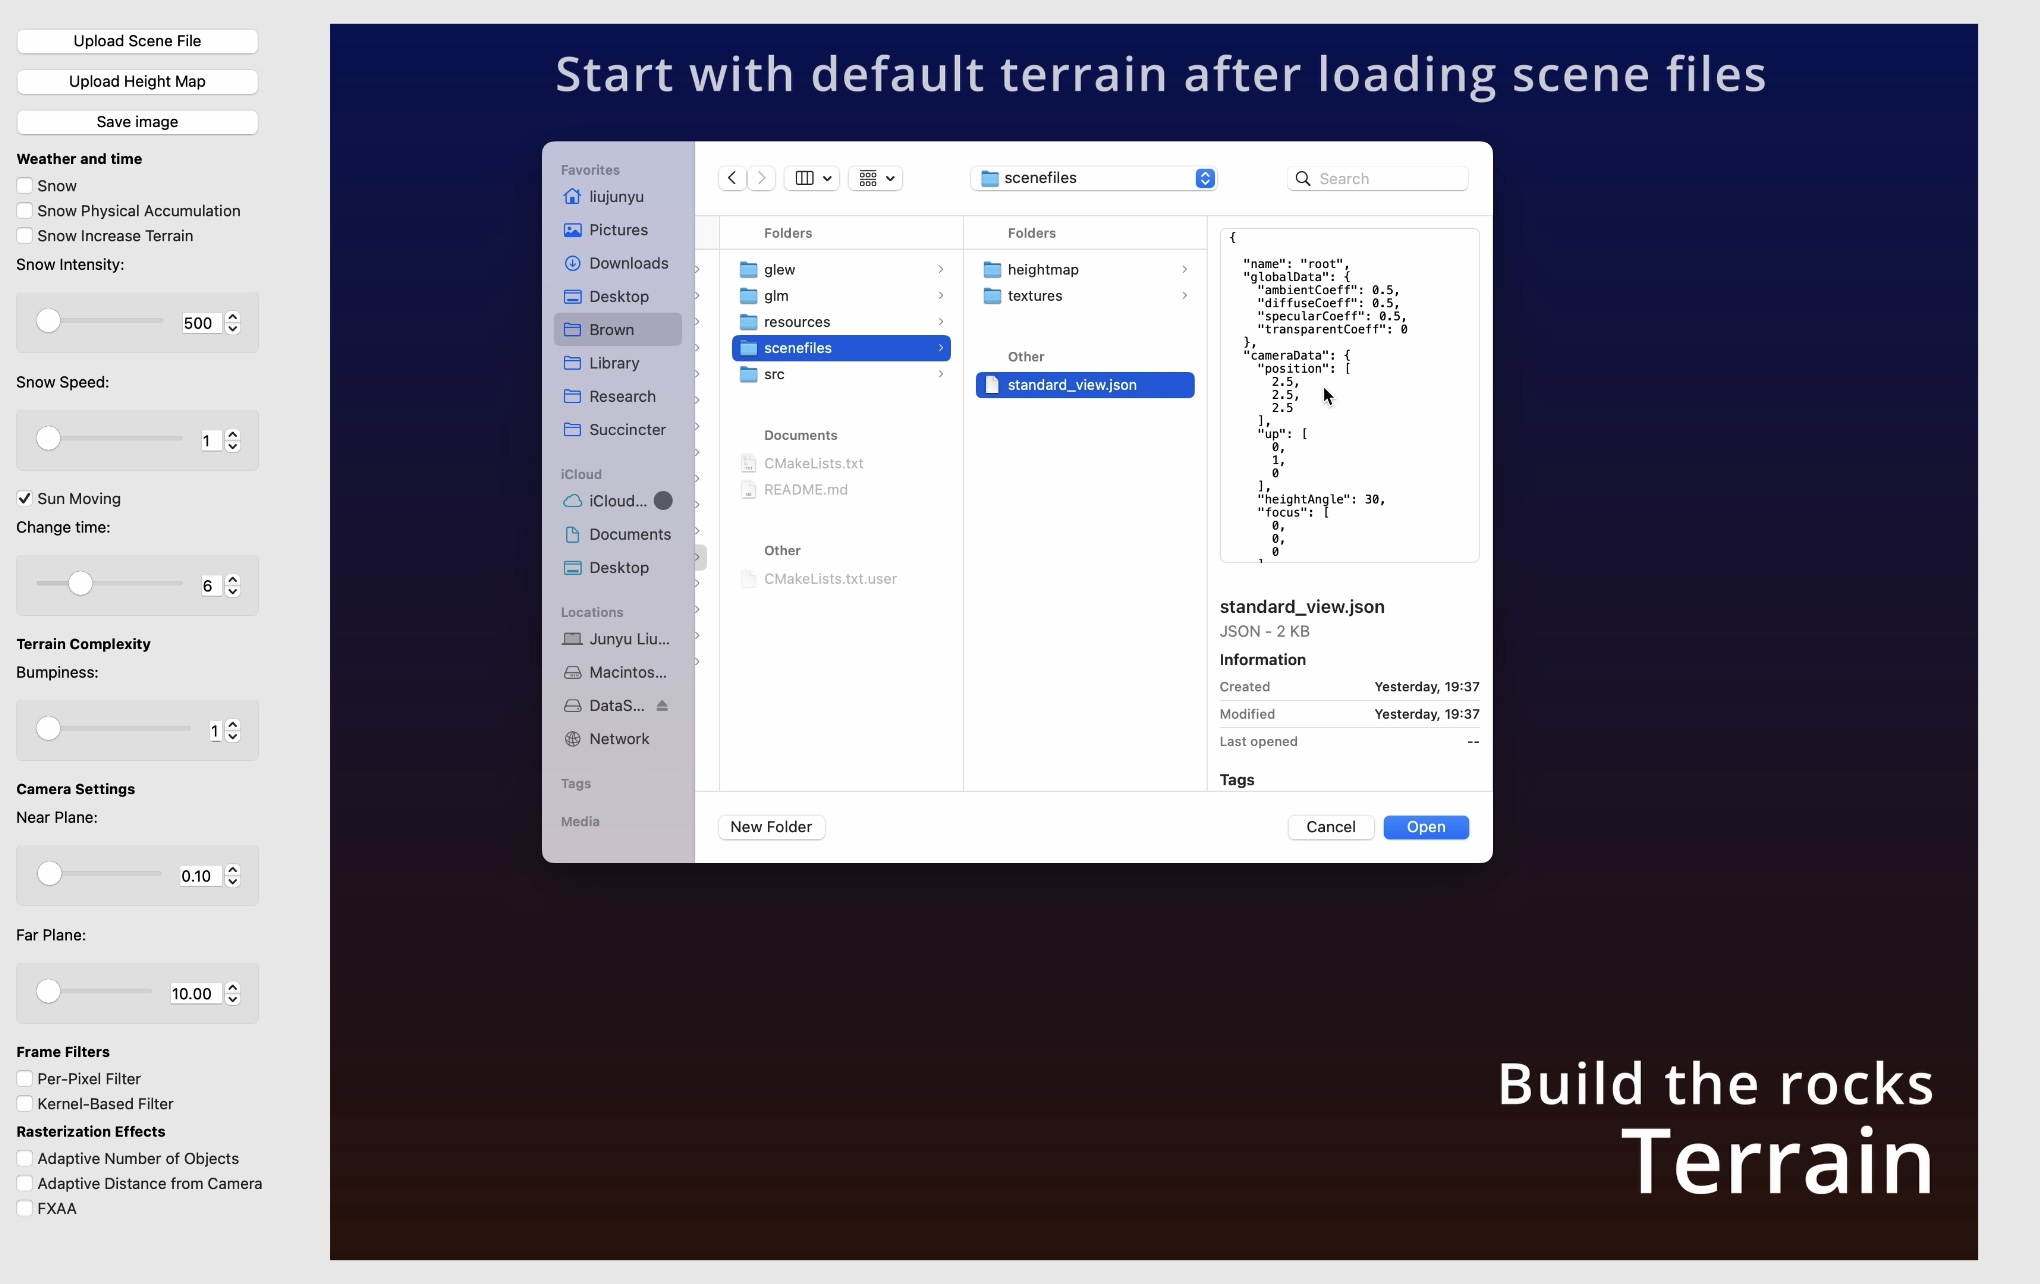 Upload Scene File
Upload Height Map
Save image
Weather and time
Snow
Snow Physical Accumulation
Snow Increase Terrain
Snow Intensity:
500
Snow Speed:
1
Sun Moving
Change time:
6
Terrain Complexity
Bumpiness:
1
Camera Settings
Near Plane:
0.10
Far Plane:
10.00
Frame Filters
Per-Pixel Filter
Kernel-Based Filter
Rasterization Effects
Adaptive Number of Objects
Adaptive Distance from Camera
FXAA
Start with default terrain after loading scene files
Favorites
liujunyu
Pictures
Downloads
Desktop
Brown
Library
Research
Succincter
iCloud
iCloud...
Documents
Desktop
Locations
Junyu Liu...
Macintos...
DataS...
Network
Tags
Media
scenefiles
Search
Folders
glew
glm
resources
scenefiles
src
Documents
CMakeLists.txt
README.md
Other
CMakeLists.txt.user
Folders
heightmap
textures
Other
standard_view.json
{
"name": "root",
"globalData": {
"ambientCoeff": 0.5,
"diffuseCoeff": 0.5,
"specularCoeff": 0.5,
"transparentCoeff": 0
},
"cameraData": {
"position": [
2.5,
2.5,
2.5
],
"up": [
0,
1,
0
],
"heightAngle": 30,
"focus": [
0,
0,
0
standard_view.json
JSON - 2 KB
Information
Created Yesterday, 19:37
Modified Yesterday, 19:37
Last opened --
Tags
New Folder
Cancel
Open
Build the rocks
Terrain